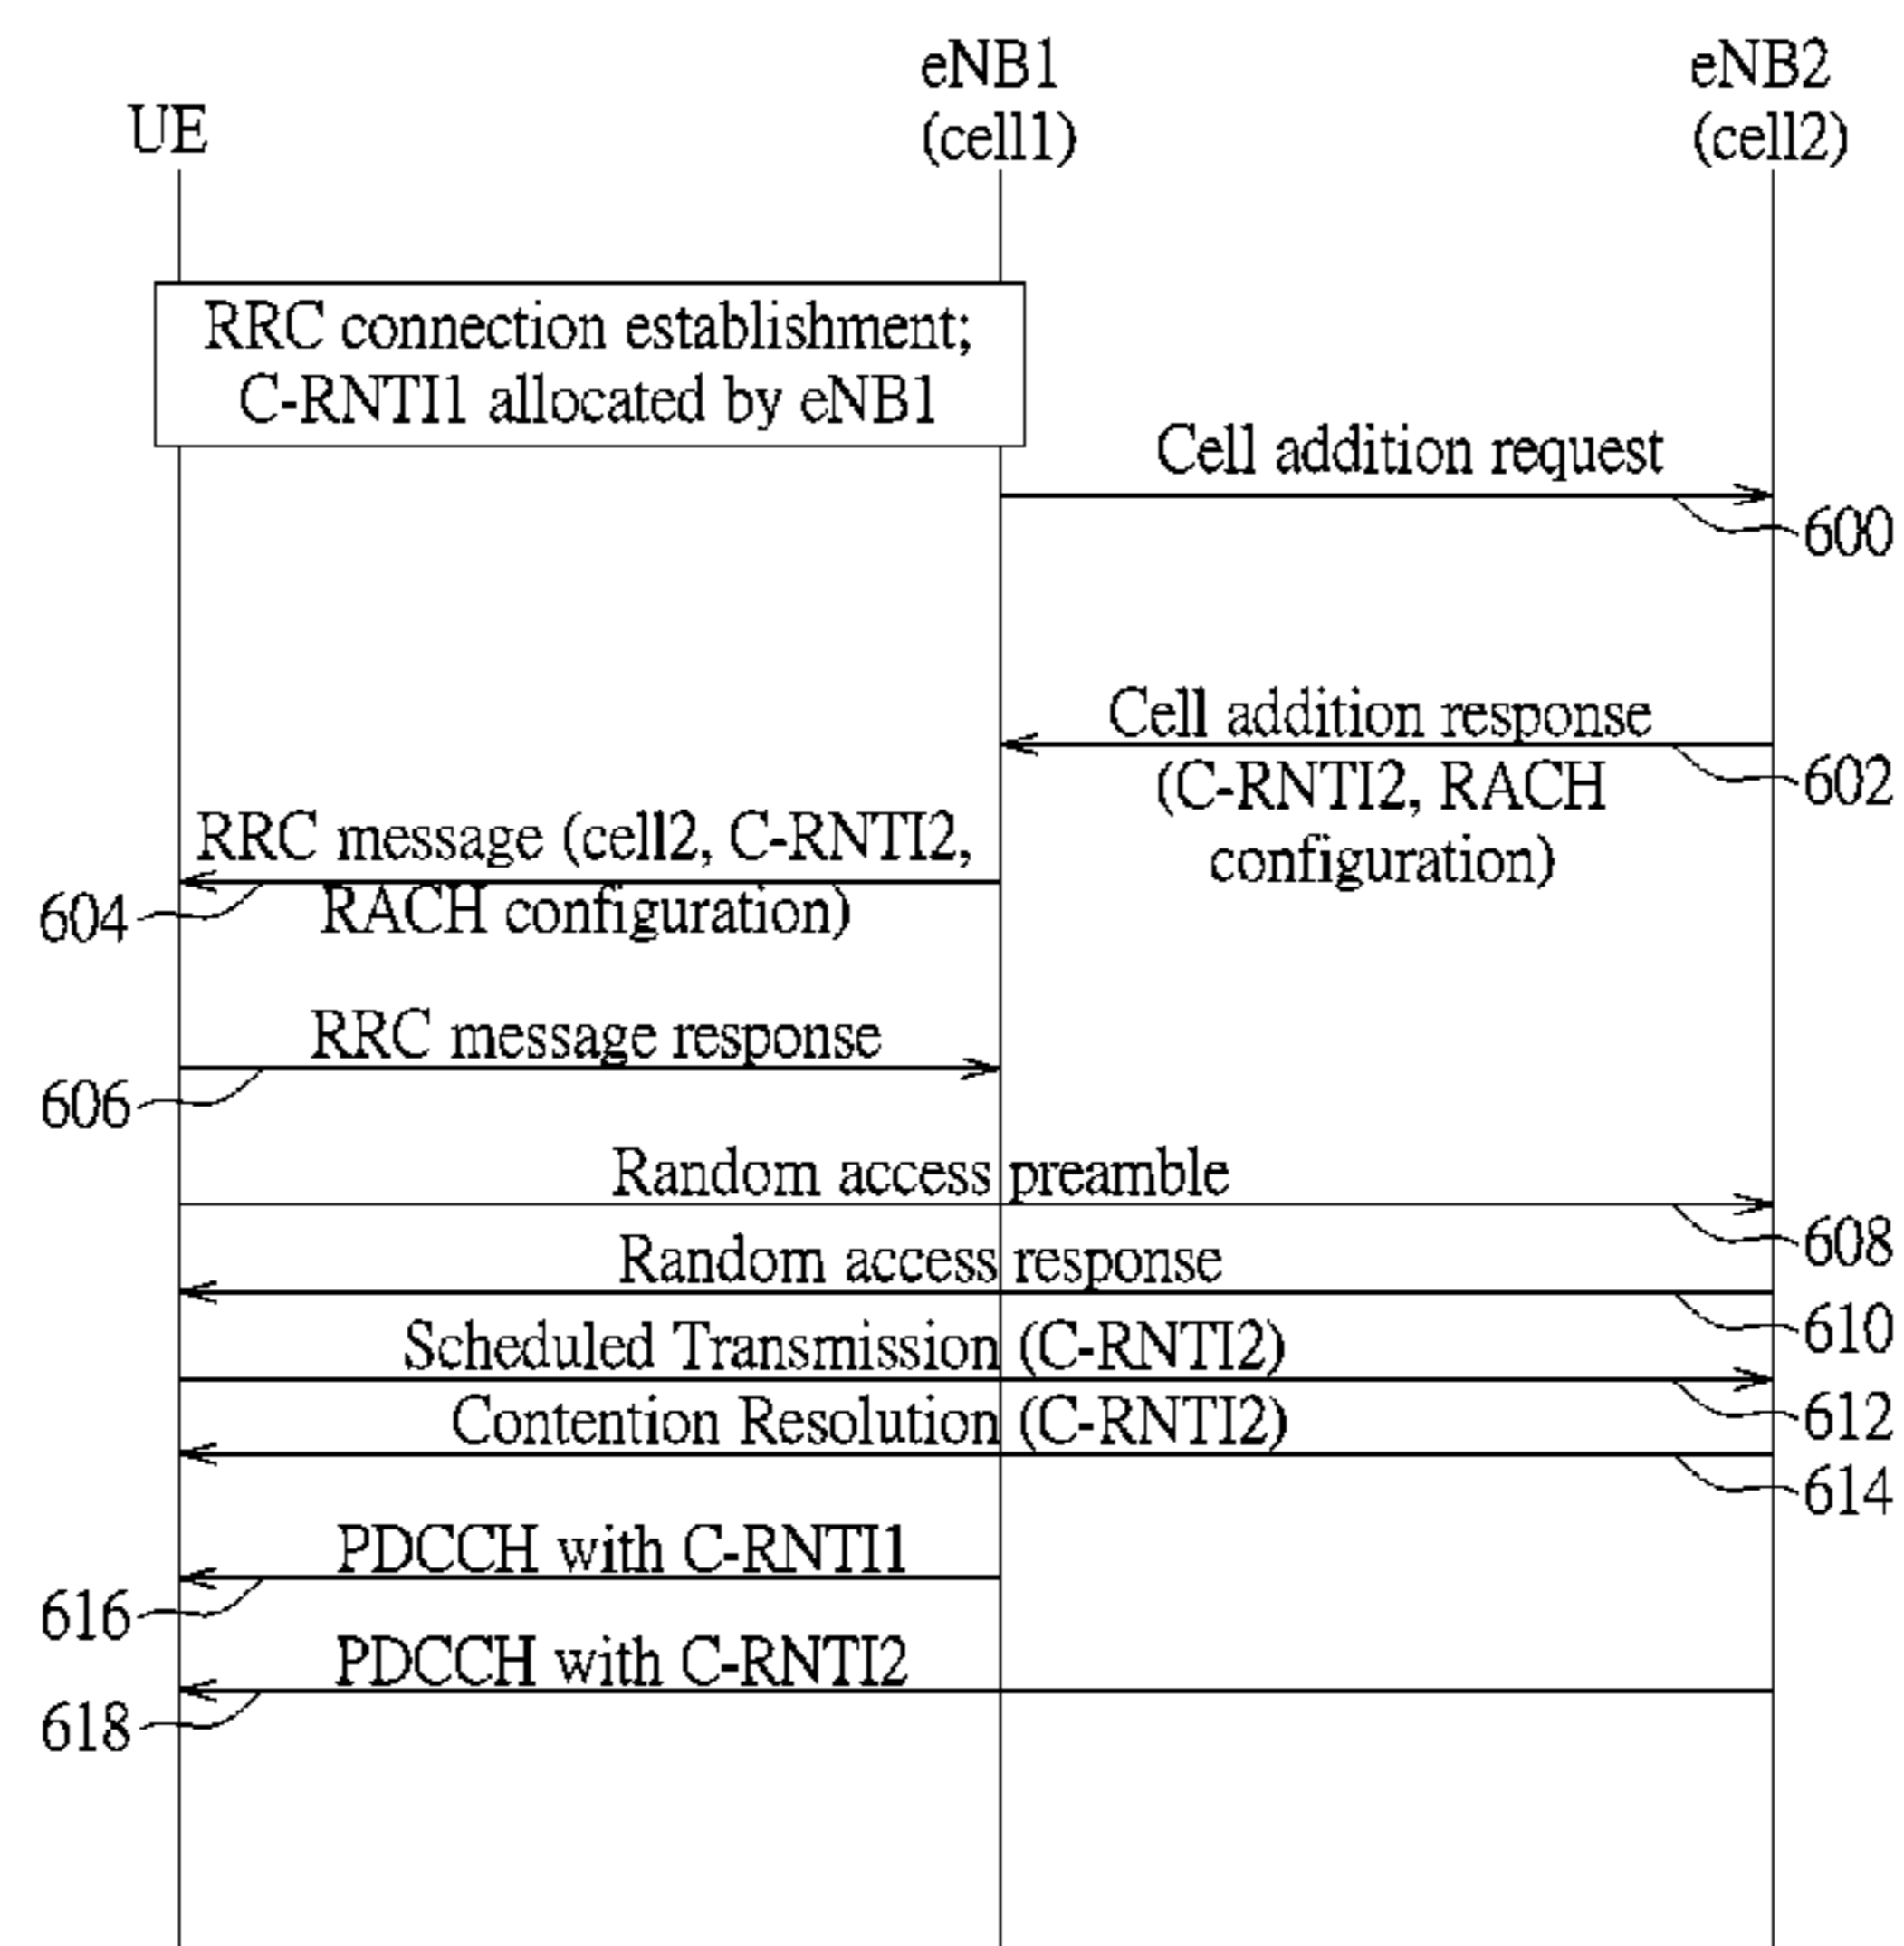 UE
eNB1
(cell1)
eNB2
(cell2)
RRC connection establishment;
C-RNTI1 allocated by eNB1
Cell addition request
600
Cell addition response
(C-RNTI2, RACH
configuration)
602
RRC message (cell2, C-RNTI2,
RACH configuration)
604
RRC message response
606
Random access preamble
608
Random access response
610
Scheduled Transmission (C-RNTI2)
612
Contention Resolution (C-RNTI2)
614
PDCCH with C-RNTI1
616
PDCCH with C-RNTI2
618